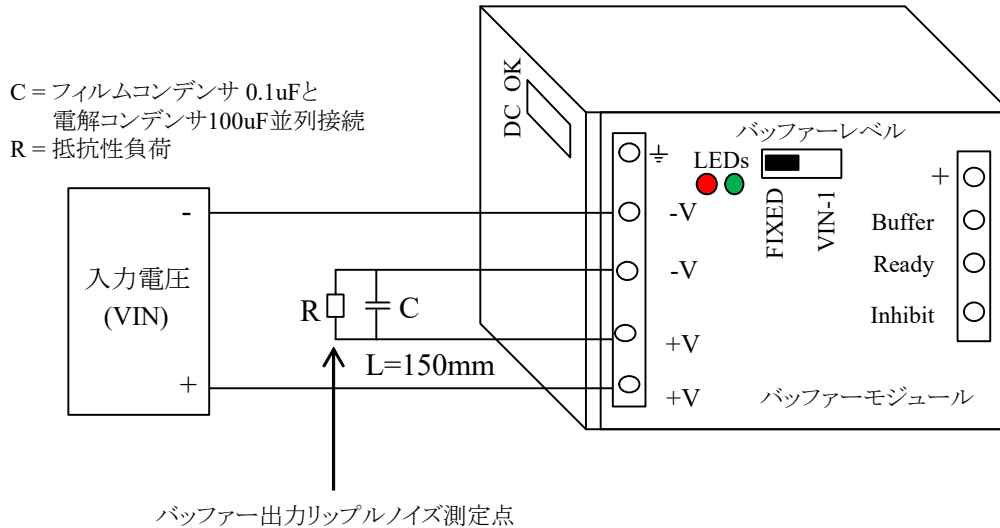 C = フィルムコンデンサ 0.1uFと
電解コンデンサ100uF並列接続
R = 抵抗性負荷
入力電圧
(VIN)
-
+
R
C
L=150mm
バッファー出力リップルノイズ測定点
DC OK
バッファーレベル
LEDs
FIXED
VIN-1
-V
-V
+V
+V
+
Buffer
Ready
Inhibit
バッファーモジュール